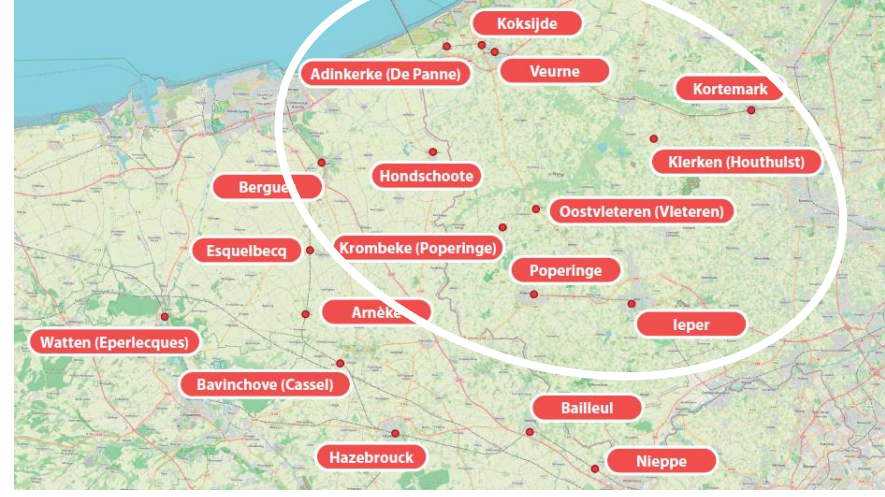 Koksijde
Adinkerke (De Panne)
Veurne
Kortemark
Klerken (Houthulst)
Hondschoote
Bergues
Oostvleteren (Vleteren)
Krombeke (Poperinge)
Esquelbecq
Poperinge
Arnèke
Ieper
Watten (Eperlecques)
Bavinchove (Cassel)
Bailleul
Hazebrouck
Nieppe